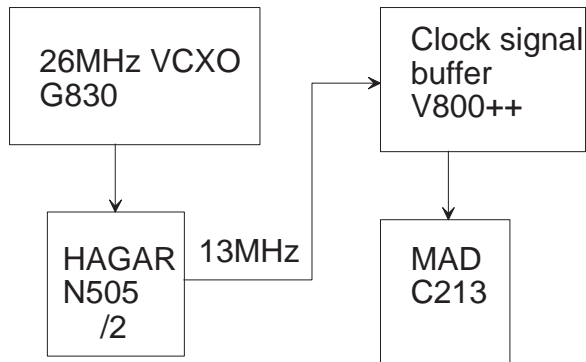 26MHz VCXO
G830
Clock signal
buffer
V800++
HAGAR
N505
/2
13MHz
MAD
C213